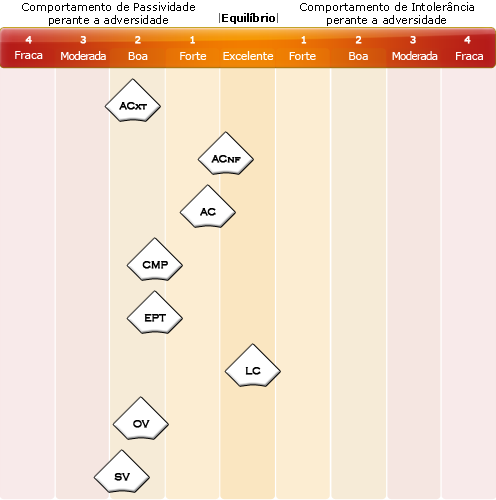 Comportamento de Passividade
perante a adversidade
|Equilíbrio|
Comportamento de Intolerância
perante a adversidade
4 3 2 1 1 2 3 4
Fraca Moderada Boa Forte Excelente Forte Boa Moderada Fraca
ACXT
ACNF
AC
CMP
EPT
LC
OV
SV